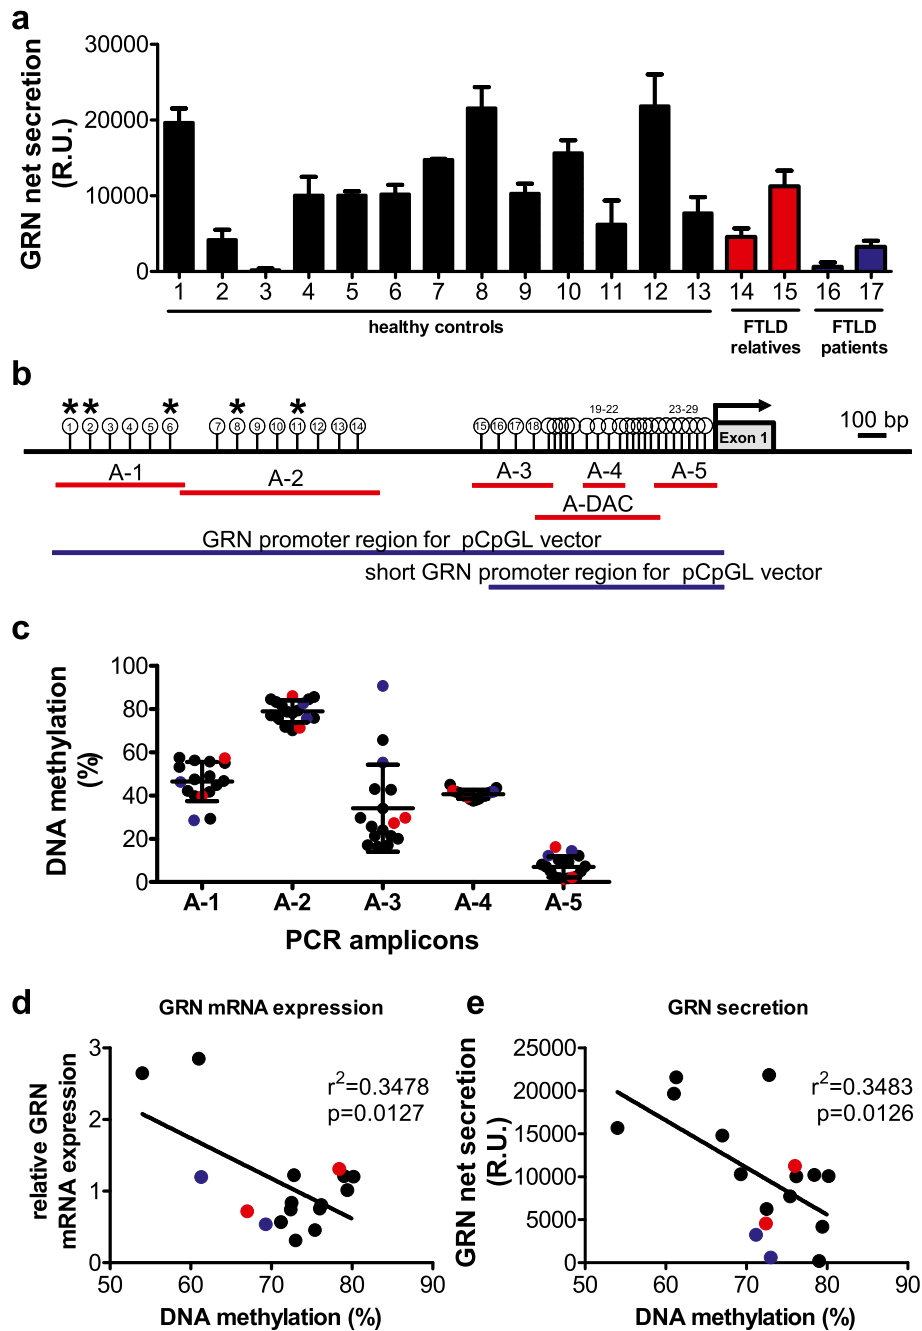 a
30000
20000
10000
0
GRN net secretion
(R.U.)
1 2 3 4 5 6 7 8 9 10 11 12 13 14 15 16 17
healthy controls
FTLD
relatives
FTLD
patients
b
* * * * *
1 2 3 4 5 6 7 8 9 10 11 12 13 14 15 16 17 18 19-22 23-29
Exon 1
100 bp
A-1
A-2
A-3
A-4
A-5
A-DAC
GRN promoter region for pCpGL vector
short GRN promoter region for pCpGL vector
c
100
80
60
40
20
0
DNA methylation
(%)
A-1 A-2 A-3 A-4 A-5
PCR amplicons
d
GRN mRNA expression
3
2
1
0
relative GRN
mRNA expression
r²=0.3478
p=0.0127
50 60 70 80 90
DNA methylation (%)
e
GRN secretion
25000
20000
15000
10000
5000
0
GRN net secretion
(R.U.)
r²=0.3483
p=0.0126
50 60 70 80 90
DNA methylation (%)